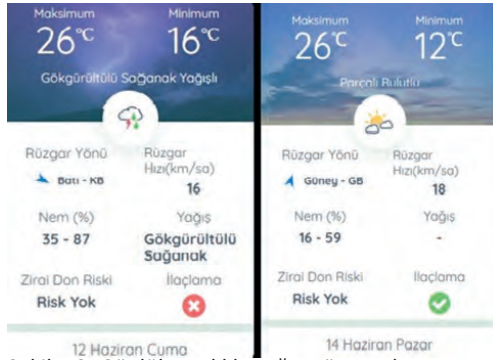 Maksimum Minimum
26°C 16°C
Gökgürültülü Sağanak Yağışlı
Rüzgar Yönü Rüzgar
Hızı(km/sa)
Batı - KB 16
Nem (%) Yağış
35 - 87 Gökgürültülü
Sağanak
Zirai Don Riski İlaçlama
Risk Yok
12 Haziran Cuma
Maksimum Minimum
26°C 12°C
Parçalı Bulutlu
Rüzgar Yönü Rüzgar
Hızı(km/sa)
Güney - GB 18
Nem (%) Yağış
16 - 59 -
Zirai Don Riski İlaçlama
Risk Yok
14 Haziran Pazar